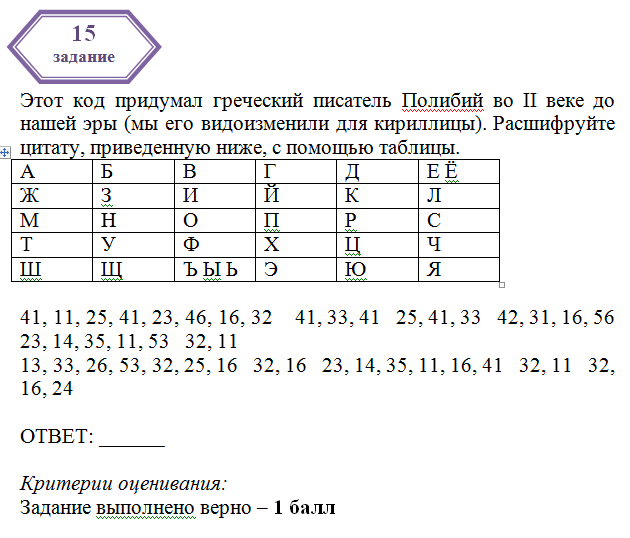 15
задание
Этот код придумал греческий писатель Полибий во II веке до
нашей эры (мы его видоизменили для кириллицы). Расшифруйте
цитату, приведенную ниже, с помощью таблицы.
А Б В Г Д Е Ё
Ж З И Й К Л
М Н О П Р С
Т У Ф Х Ц Ч
Ш Щ Ъ Ы Ь Э Ю Я
41, 11, 25, 41, 23, 46, 16, 32 41, 33, 41 25, 41, 33 42, 31, 16, 56
23, 14, 35, 11, 53 32, 11
13, 33, 26, 53, 32, 25, 16 32, 16 23, 14, 35, 11, 16, 41 32, 11 32,
16, 24
ОТВЕТ: ______
Критерии оценивания:
Задание выполнено верно – 1 балл